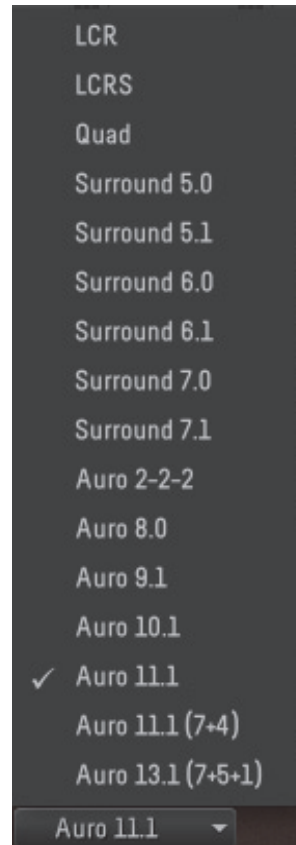 LCR
LCRS
Quad
Surround 5.0
Surround 5.1
Surround 6.0
Surround 6.1
Surround 7.0
Surround 7.1
Auro 2-2-2
Auro 8.0
Auro 9.1
Auro 10.1
✓ Auro 11.1
Auro 11.1 (7+4)
Auro 13.1 (7+5+1)
Auro 11.1